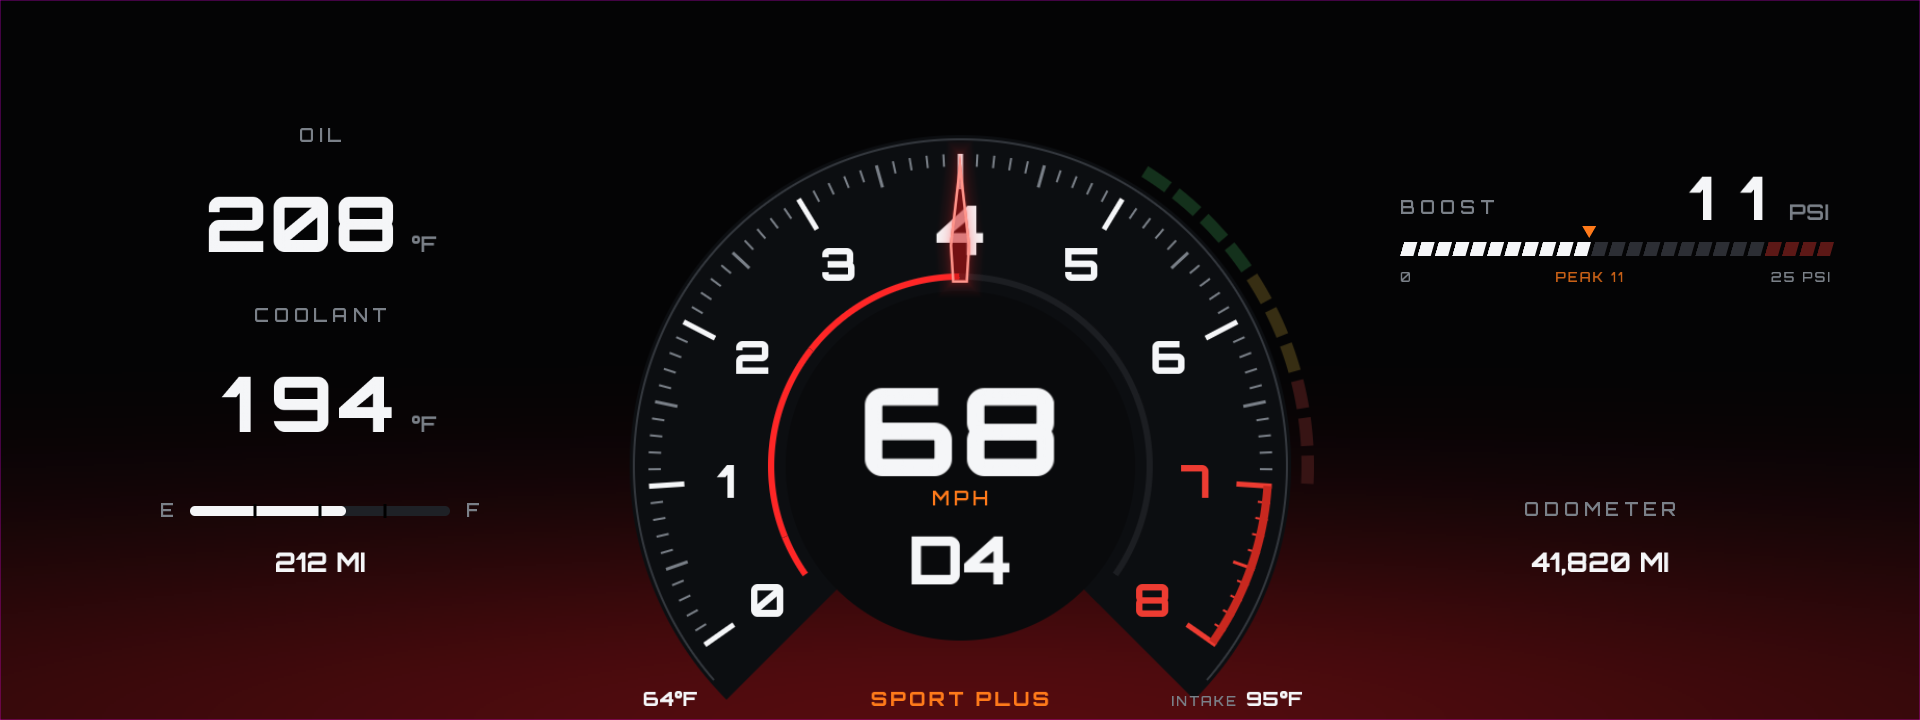 OIL
208 °F
COOLANT
194 °F
E F
212 MI
0
1
2
3
4
5
6
7
8
68
MPH
D4
64°F
SPORT PLUS
INTAKE 95°F
BOOST 11 PSI
0 PEAK 11 25 PSI
ODOMETER
41,820 MI